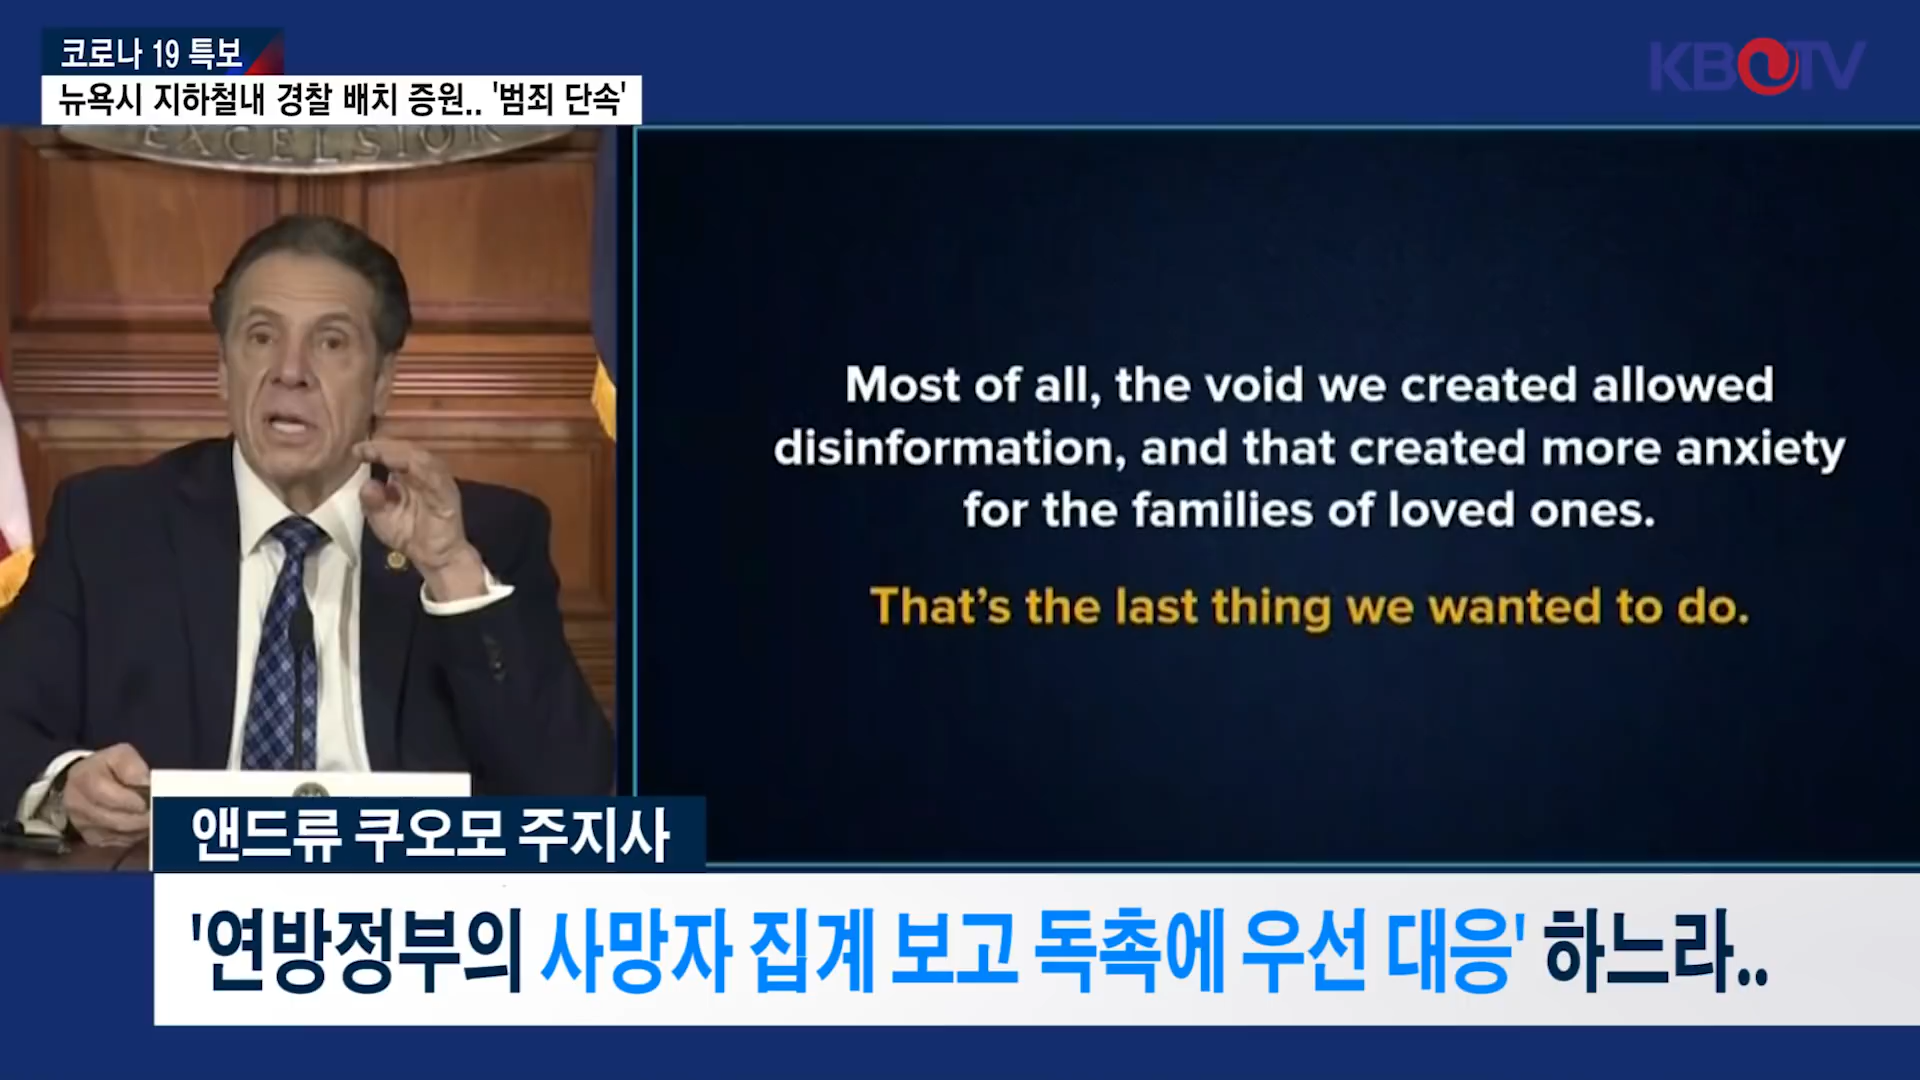 코로나 19 특보
뉴욕시 지하철내 경찰 배치 증원.. '범죄 단속'
KBTV
EXCELSIOR
Most of all, the void we created allowed
disinformation, and that created more anxiety
for the families of loved ones.
That's the last thing we wanted to do.
앤드류 쿠오모 주지사
'연방정부의 사망자 집계 보고 독촉에 우선 대응' 하느라..